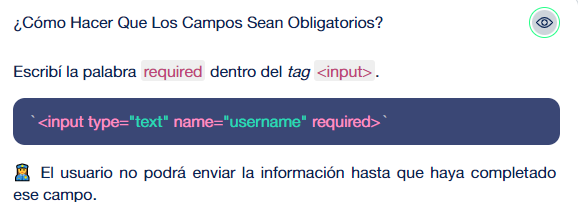 ¿Cómo Hacer Que Los Campos Sean Obligatorios?
Escribí la palabra required dentro del tag <input>.
`<input type="text" name="username" required>`
El usuario no podrá enviar la información hasta que haya completado
ese campo.